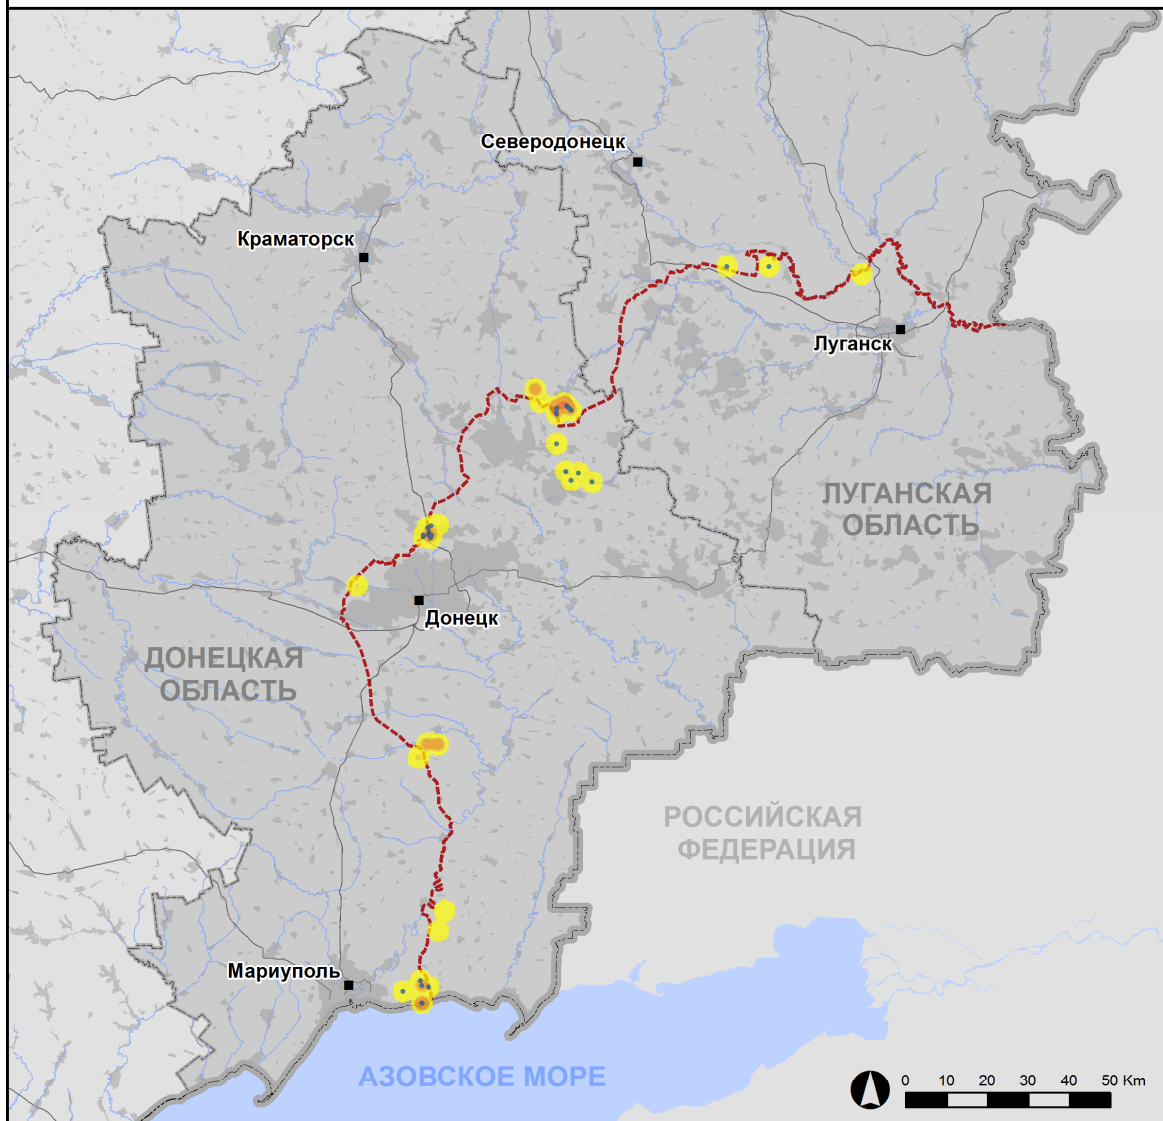 Северодонецк
Краматорск
Луганск
ЛУГАНСКАЯ
ОБЛАСТЬ
Донецк
ДОНЕЦКАЯ
ОБЛАСТЬ
РОССИЙСКАЯ
ФЕДЕРАЦИЯ
Мариуполь
АЗОВСКОЕ МОРЕ
0 10 20 30 40 50 Km